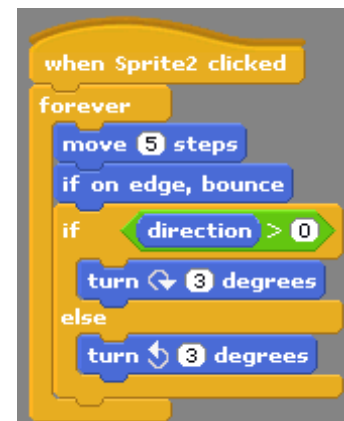 when Sprite2 clicked
forever
move 5 steps
if on edge, bounce
if direction > 0
turn 3 degrees
else
turn 3 degrees